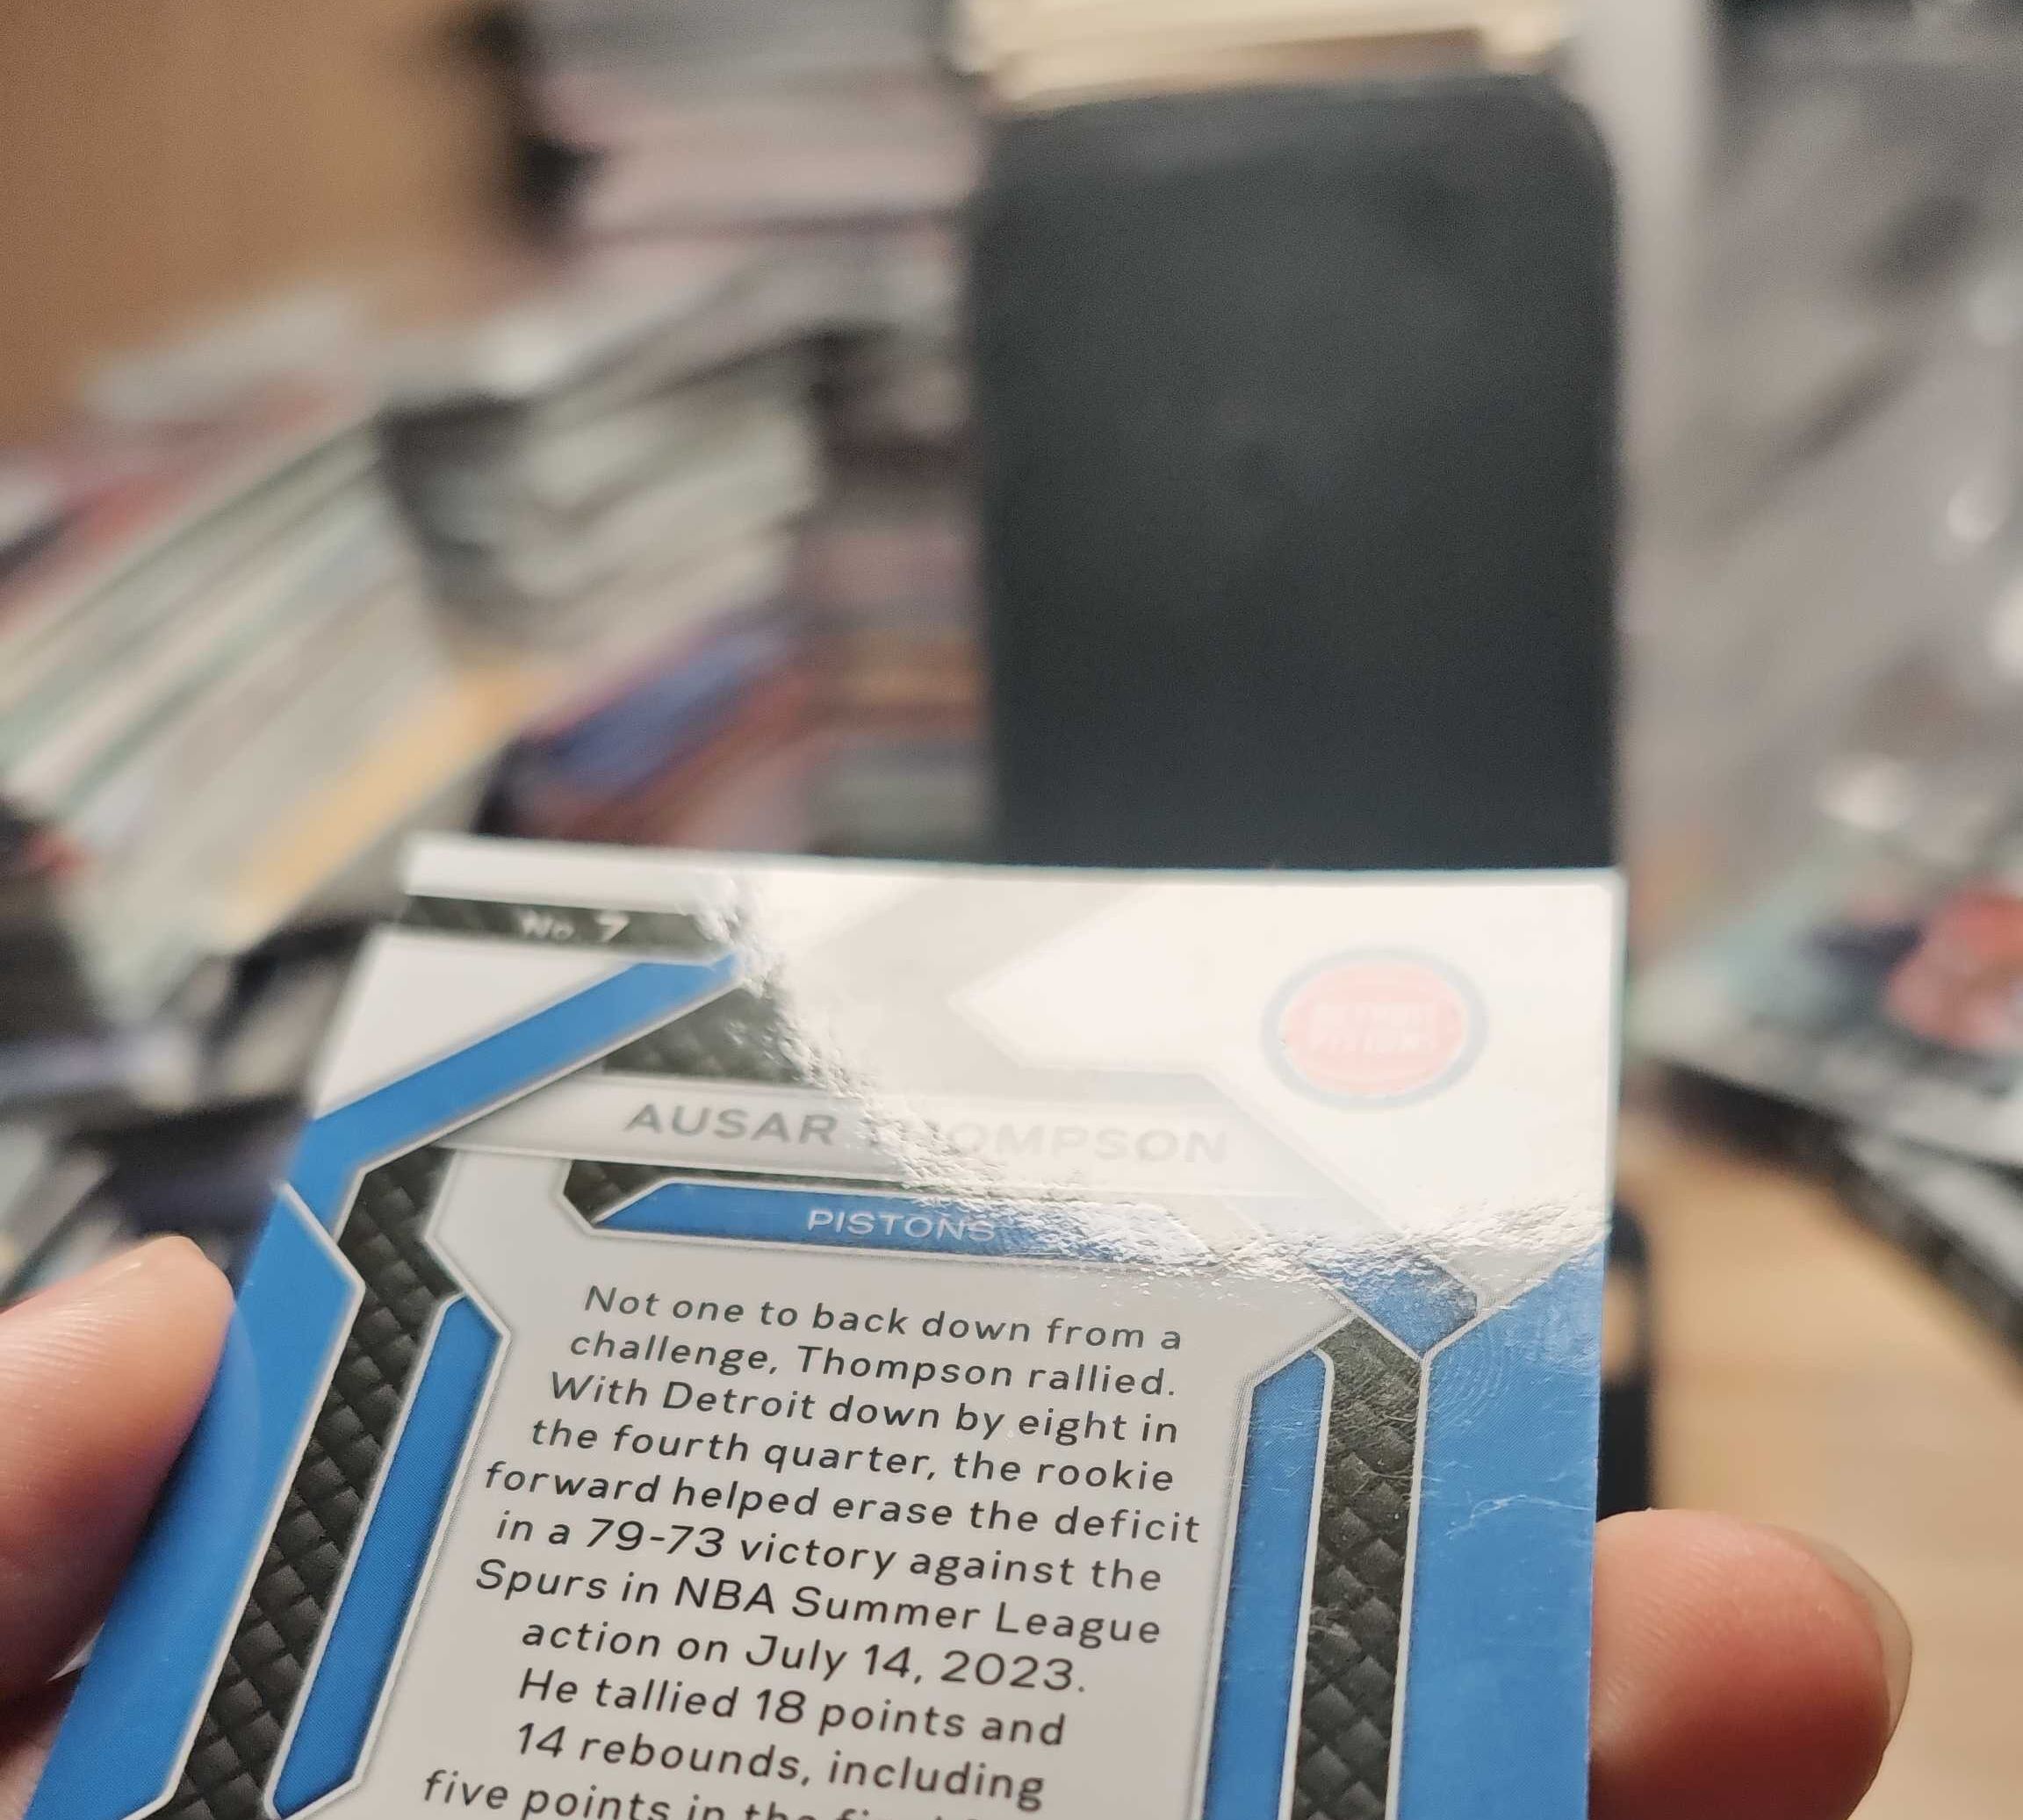 No. 7
DETROIT
PISTONS
AUSAR THOMPSON
PISTONS
Not one to back down from a
challenge, Thompson rallied.
With Detroit down by eight in
the fourth quarter, the rookie
forward helped erase the deficit
in a 79-73 victory against the
Spurs in NBA Summer League
action on July 14, 2023.
He tallied 18 points and
14 rebounds, including
five points in the